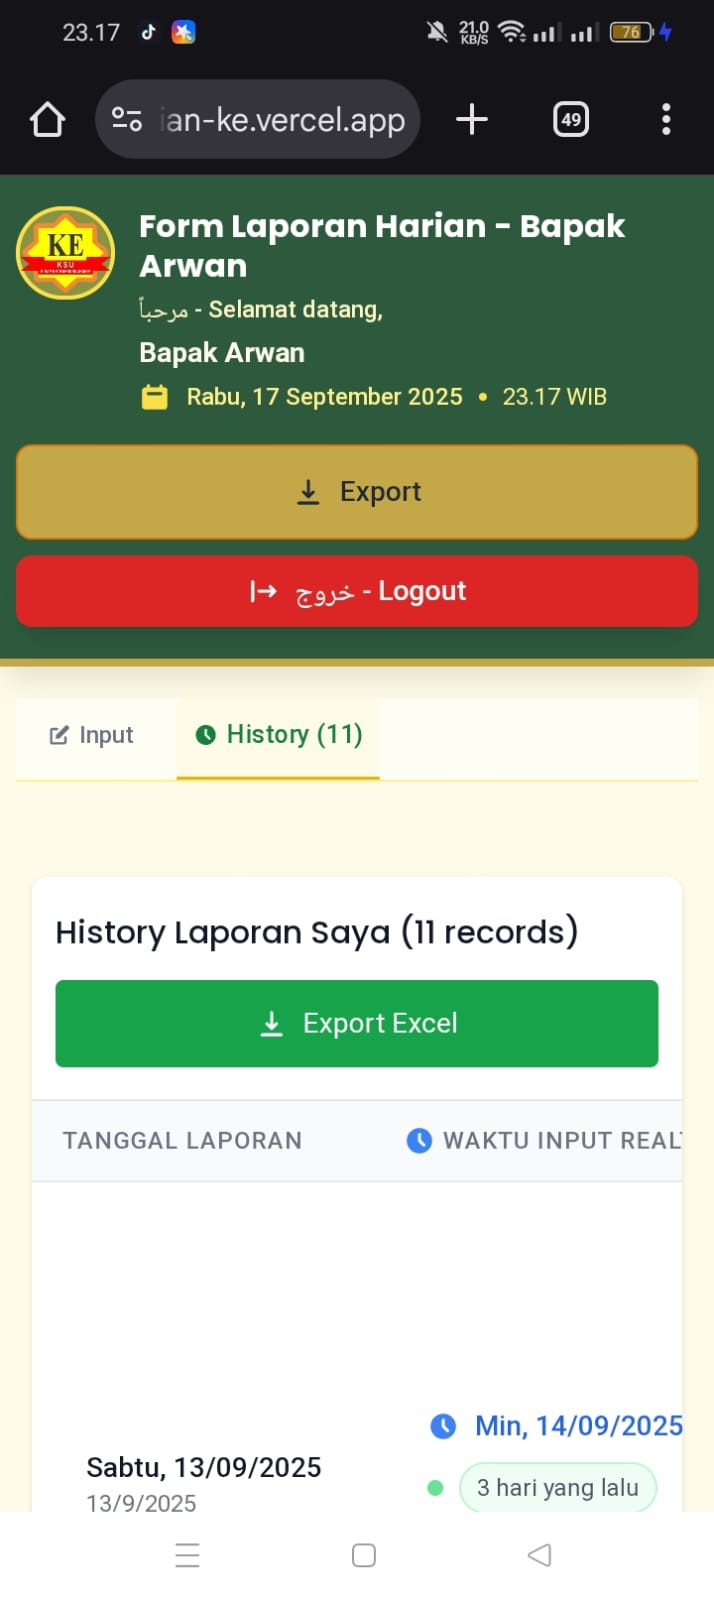 23.17
21.0
KB/S
76
ian-ke.vercel.app
49
KE
KSU
Form Laporan Harian - Bapak
Arwan
مرحباً - Selamat datang,
Bapak Arwan
Rabu, 17 September 2025 • 23.17 WIB
Export
خروج - Logout
Input
History (11)
History Laporan Saya (11 records)
Export Excel
TANGGAL LAPORAN
WAKTU INPUT REAL
Min, 14/09/2025
Sabtu, 13/09/2025
3 hari yang lalu
13/9/2025